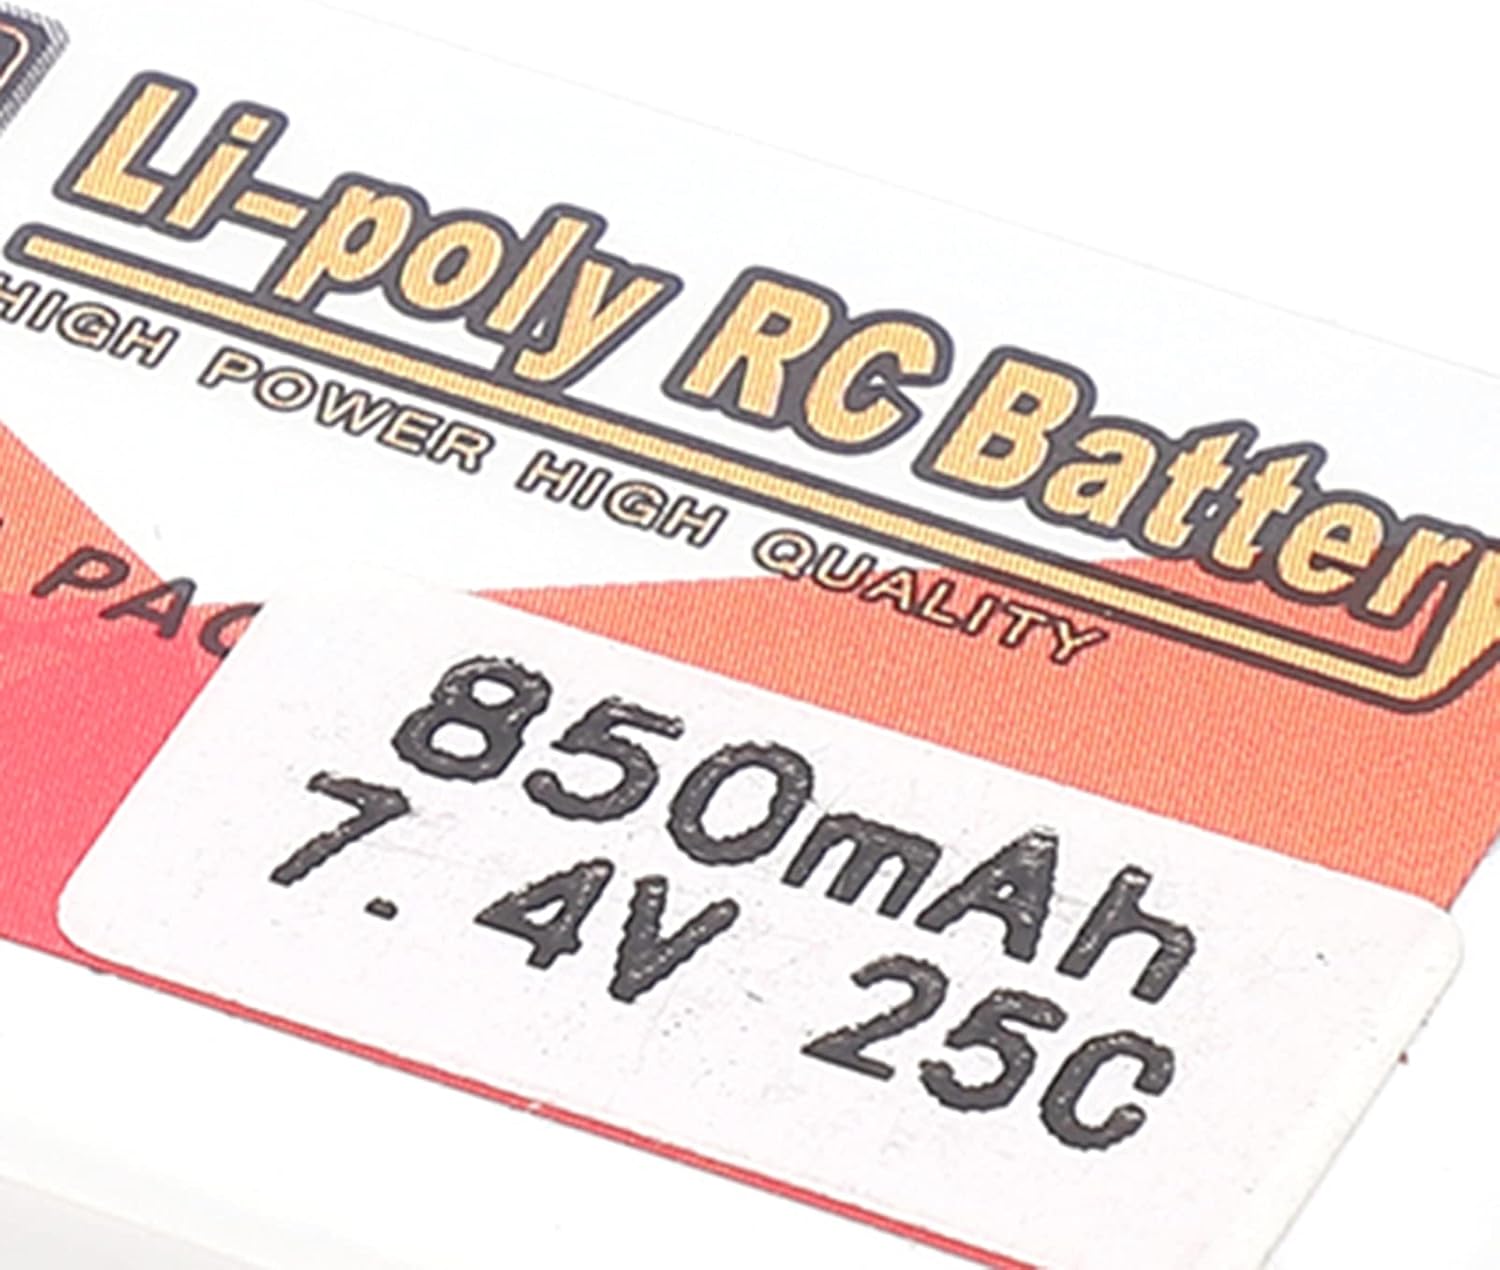 Li-poly RC Battery
HIGH POWER HIGH QUALITY
850mAh
7.4V 25C